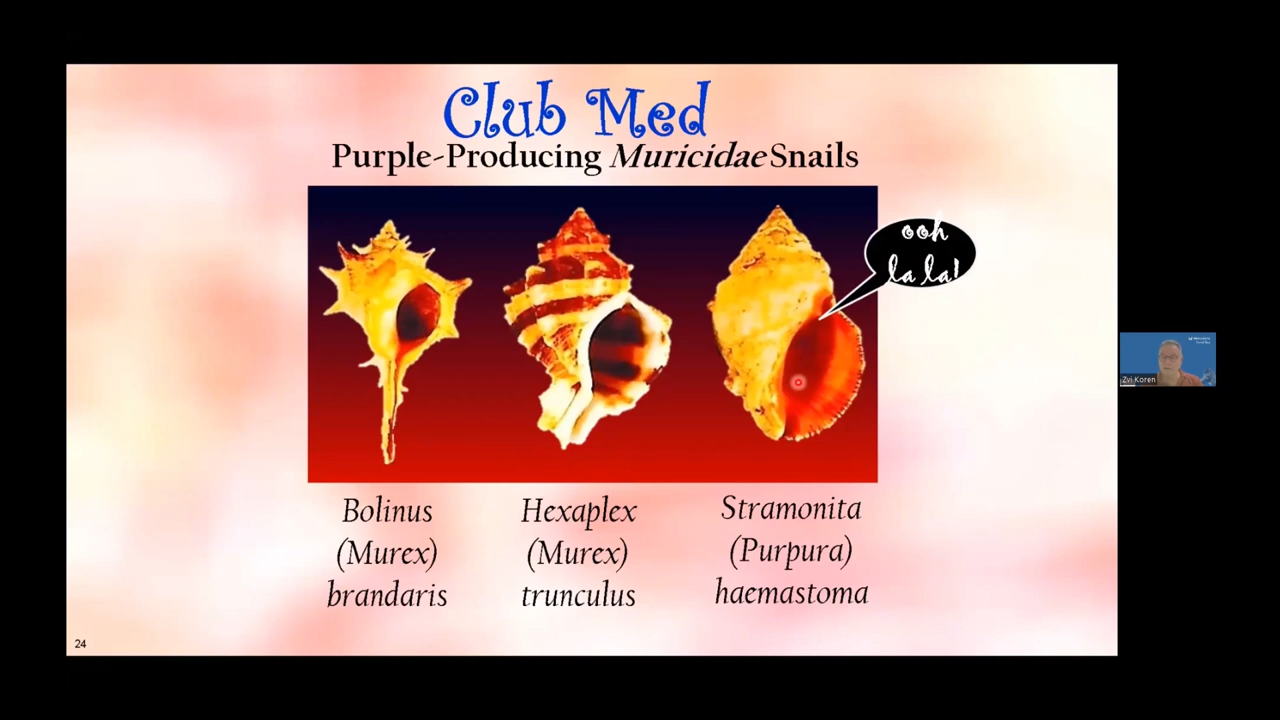 Club Med
Purple-Producing Muricidae Snails
ooh
la la!
Bolinus
(Murex)
brandaris
Hexaplex
(Murex)
trunculus
Stramonita
(Purpura)
haemastoma
24
Zvi Koren